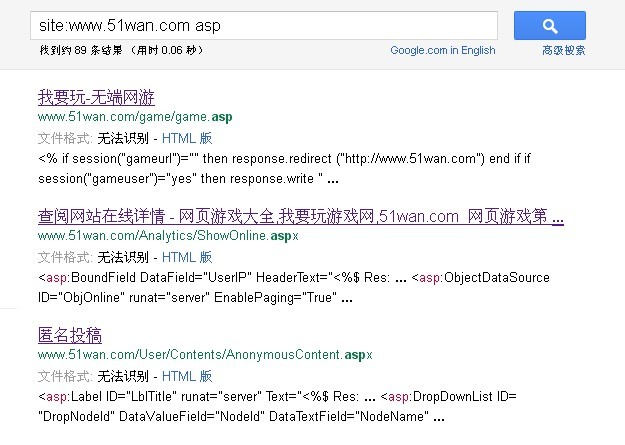 site:www.51wan.com asp
找到约 89 条结果 （用时 0.06 秒）
Google.com in English
高级搜索
我要玩-无端网游
www.51wan.com/game/game.asp
文件格式: 无法识别 - HTML 版
<% if session("gameurl")="" then response.redirect ("http://www.51wan.com") end if if
session("gameuser")="yes" then response.write " ...
查阅网站在线详情 - 网页游戏大全,我要玩游戏网,51wan.com 网页游戏第 ...
www.51wan.com/Analytics/ShowOnline.aspx
文件格式: 无法识别 - HTML 版
<asp:BoundField DataField="UserIP" HeaderText="<%$ Res: ... <asp:ObjectDataSource
ID="ObjOnline" runat="server" EnablePaging="True" ...
匿名投稿
www.51wan.com/User/Contents/AnonymousContent.aspx
文件格式: 无法识别 - HTML 版
<asp:Label ID="LblTitle" runat="server" Text="<%$ Res: ... <asp:DropDownList ID=
"DropNodeId" DataValueField="NodeId" DataTextField="NodeName" ...